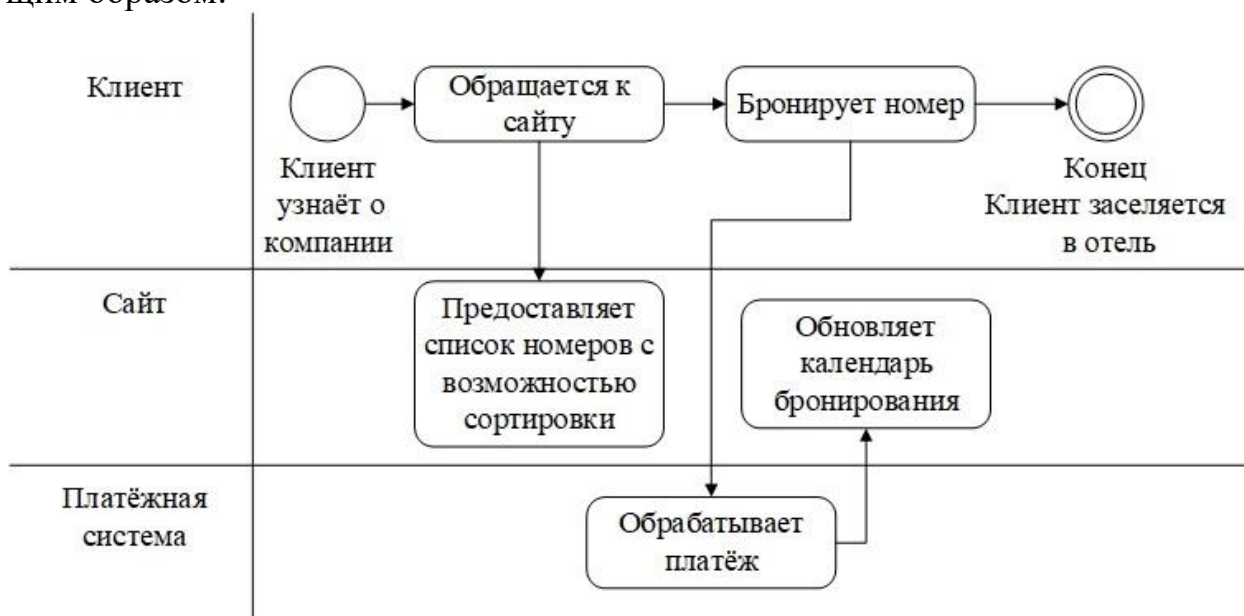 щим образом:
Клиент
Клиент
узнаёт о
компании
Обращается к
сайту
Бронирует номер
Конец
Клиент заселяется
в отель
Сайт
Предоставляет
список номеров с
возможностью
сортировки
Обновляет
календарь
бронирования
Платёжная
система
Обрабатывает
платёж